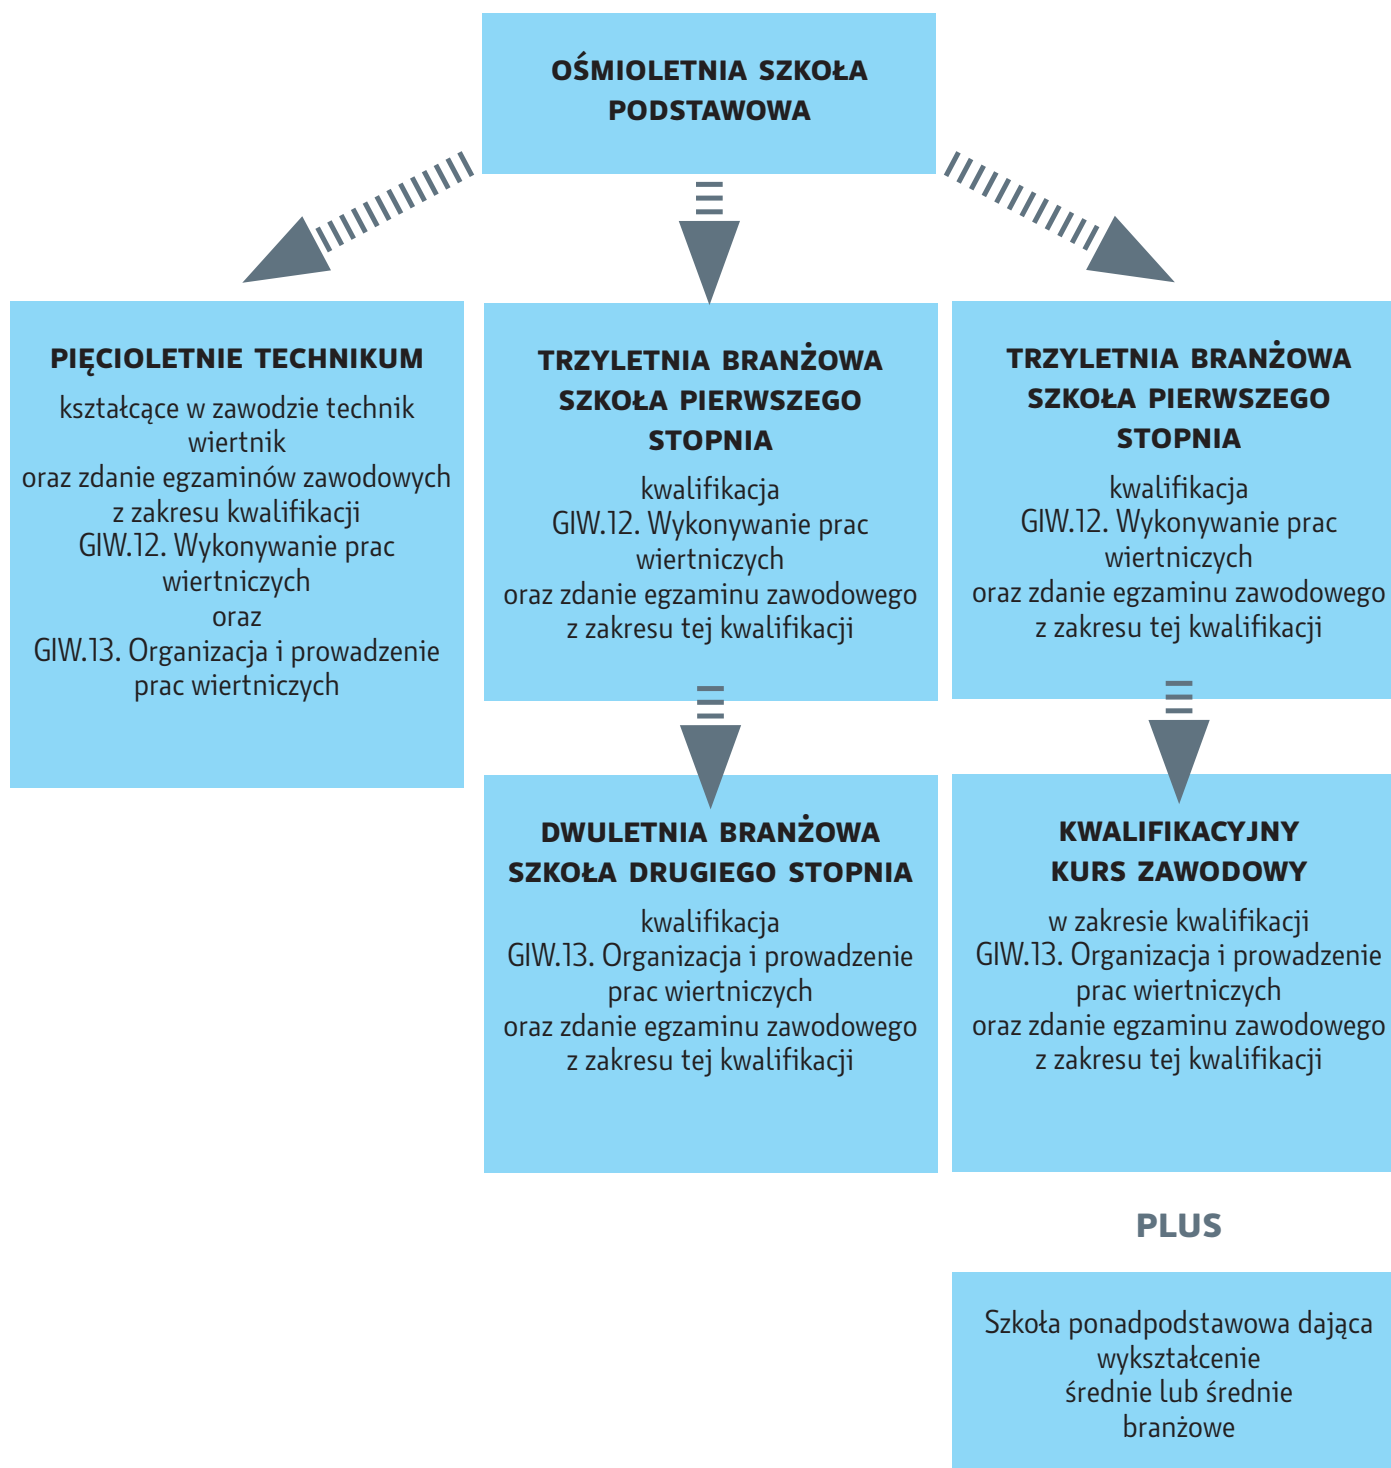 OŚMIOLETNIA SZKOŁA
PODSTAWOWA
PIĘCIOLETNIE TECHNIKUM
kształcące w zawodzie technik
wiertnik
oraz zdanie egzaminów zawodowych
z zakresu kwalifikacji
GIW.12. Wykonywanie prac
wiertniczych
oraz
GIW.13. Organizacja i prowadzenie
prac wiertniczych
TRZYLETNIA BRANŻOWA
SZKOŁA PIERWSZEGO
STOPNIA
kwalifikacja
GIW.12. Wykonywanie prac
wiertniczych
oraz zdanie egzaminu zawodowego
z zakresu tej kwalifikacji
TRZYLETNIA BRANŻOWA
SZKOŁA PIERWSZEGO
STOPNIA
kwalifikacja
GIW.12. Wykonywanie prac
wiertniczych
oraz zdanie egzaminu zawodowego
z zakresu tej kwalifikacji
DWULETNIA BRANŻOWA
SZKOŁA DRUGIEGO STOPNIA
kwalifikacja
GIW.13. Organizacja i prowadzenie
prac wiertniczych
oraz zdanie egzaminu zawodowego
z zakresu tej kwalifikacji
KWALIFIKACYJNY
KURS ZAWODOWY
w zakresie kwalifikacji
GIW.13. Organizacja i prowadzenie
prac wiertniczych
oraz zdanie egzaminu zawodowego
z zakresu tej kwalifikacji
PLUS
Szkoła ponadpodstawowa dająca
wykształcenie
średnie lub średnie
branżowe